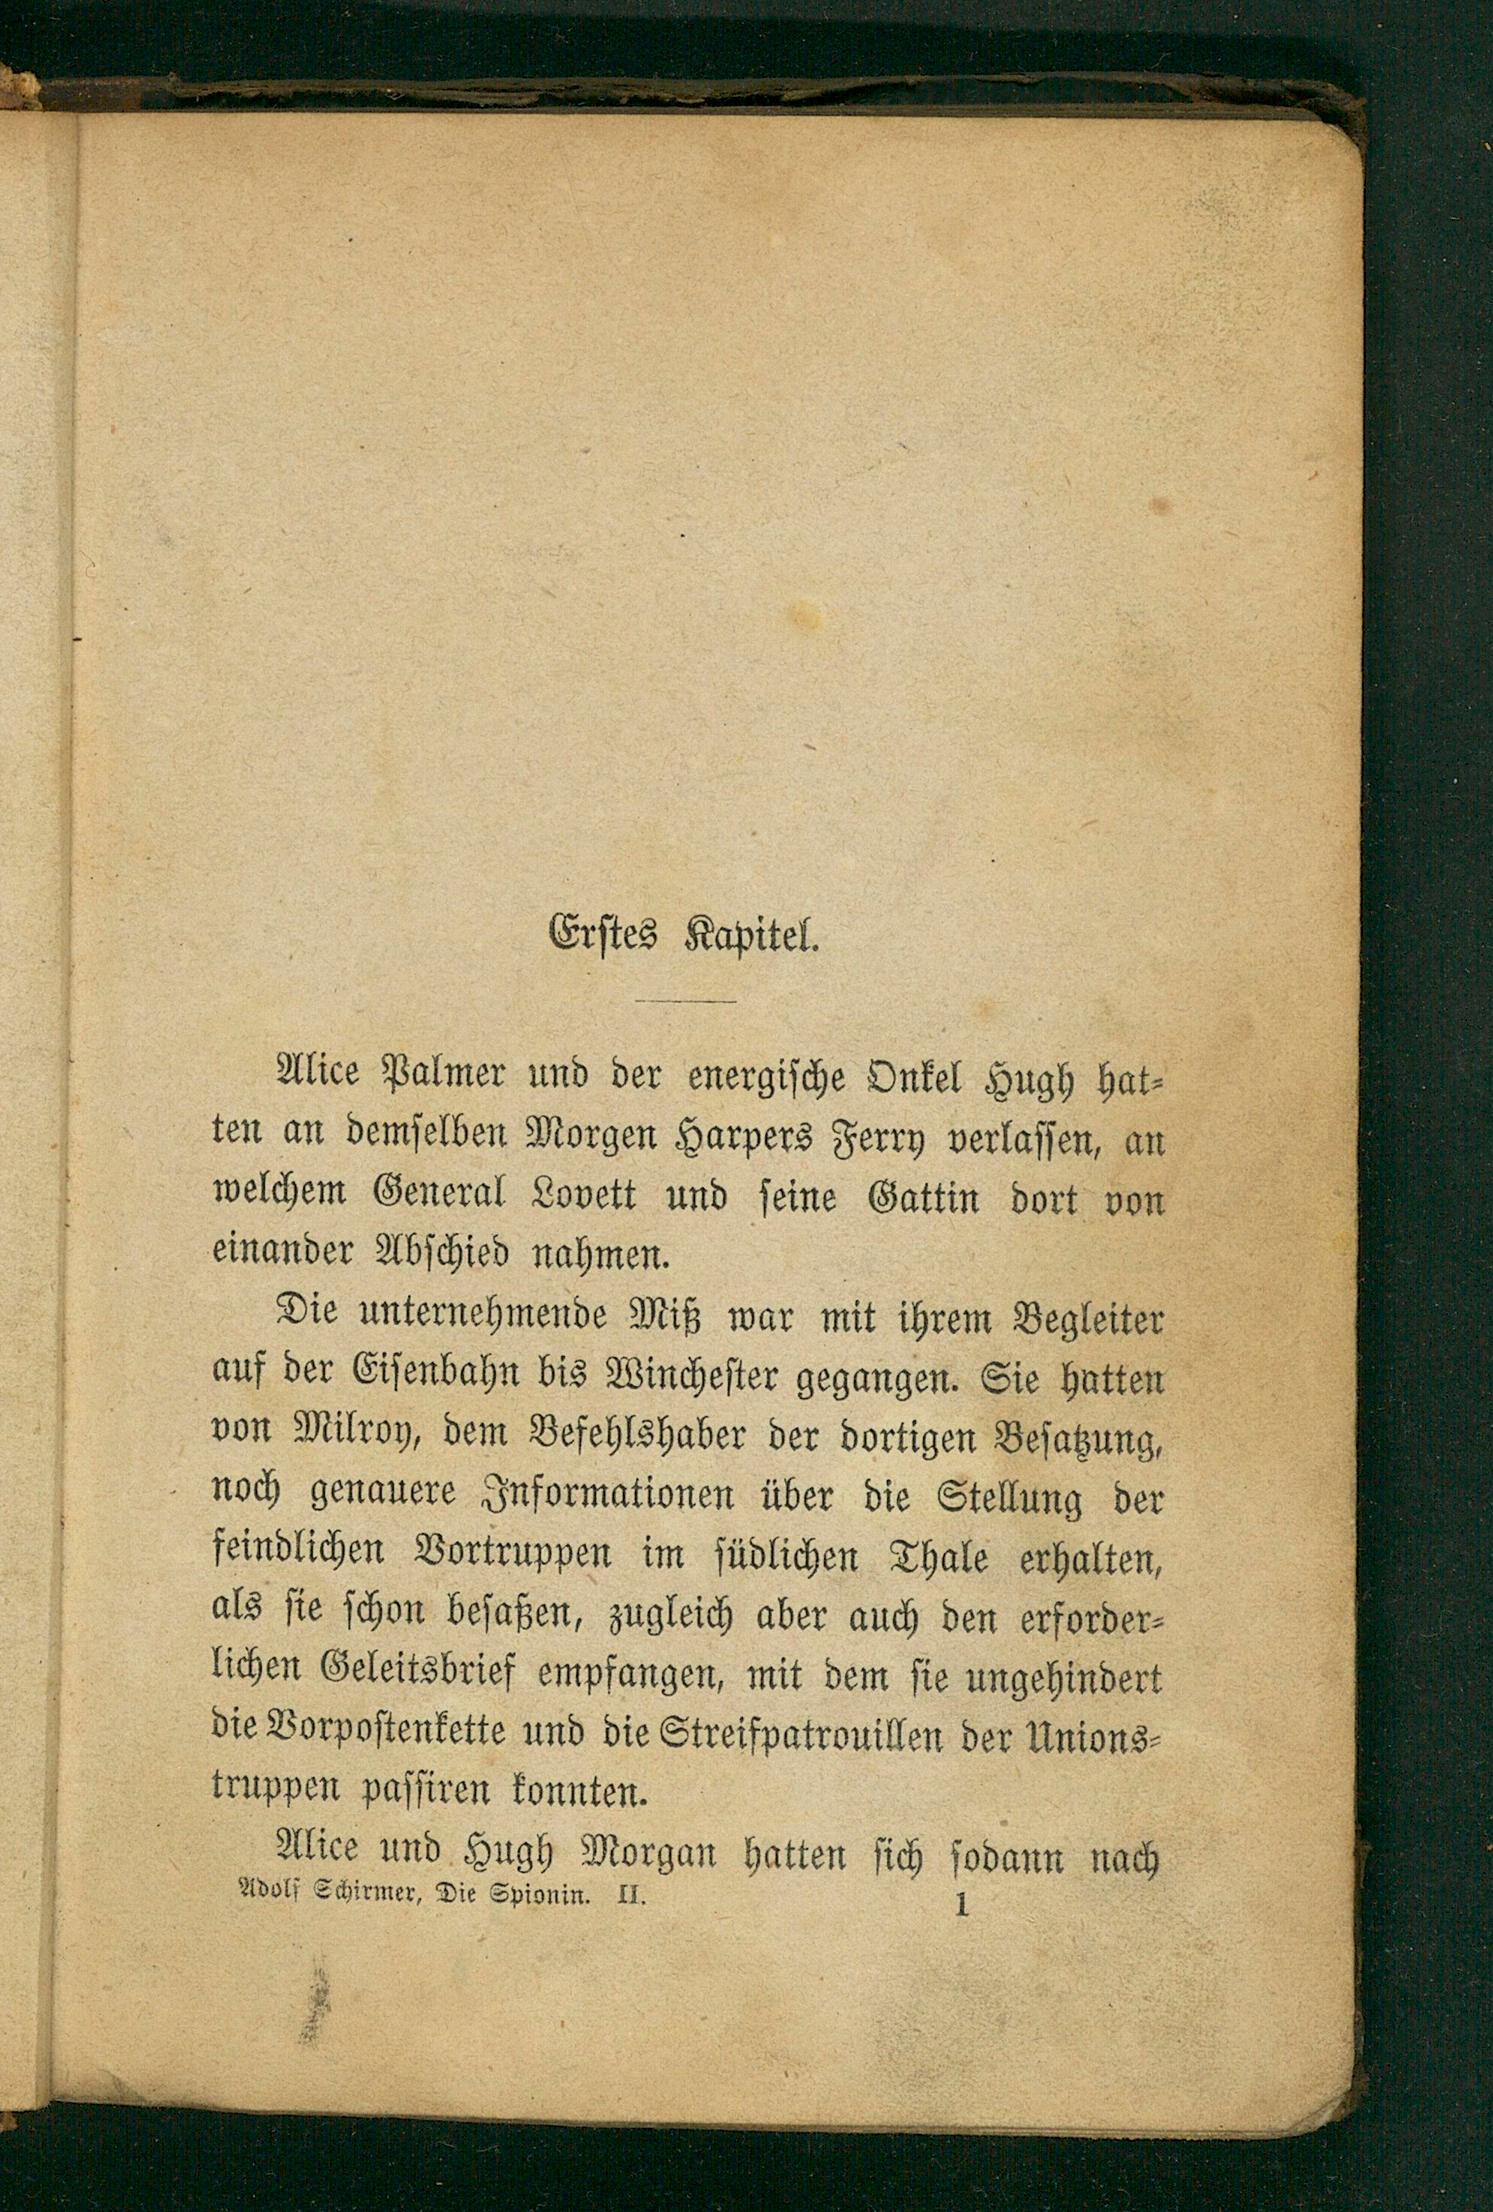 Erstes Kapitel.
Alice Palmer und der energische Onkel Hugh hat-
ten an demselben Morgen Harpers Ferry verlassen, an
welchem General Lovett und seine Gattin dort von
einander Abschied nahmen.
Die unternehmende Miß war mit ihrem Begleiter
auf der Eisenbahn bis Winchester gegangen. Sie hatten
von Milroy, dem Befehlshaber der dortigen Besatzung,
noch genauere Informationen über die Stellung der
feindlichen Vortruppen im südlichen Thale erhalten,
als sie schon besaßen, zugleich aber auch den erforder-
lichen Geleitsbrief empfangen, mit dem sie ungehindert
die Vorpostenkette und die Streifpatrouillen der Unions-
truppen passiren konnten.
Alice und Hugh Morgan hatten sich sodann nach
Adolf Schirmer, Die Spionin. II. 1